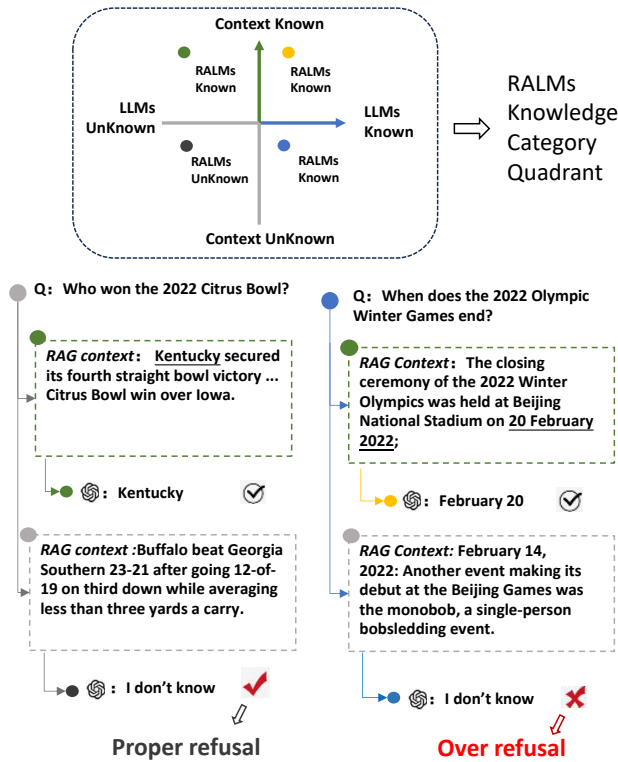 Context Known
RALMs
Known
RALMs
Known
LLMs
UnKnown
LLMs
Known
RALMs
UnKnown
RALMs
Known
Context UnKnown
RALMs
Knowledge
Category
Quadrant
Q: Who won the 2022 Citrus Bowl?
RAG context: Kentucky secured
its fourth straight bowl victory ...
Citrus Bowl win over Iowa.
: Kentucky
RAG context :Buffalo beat Georgia
Southern 23-21 after going 12-of-
19 on third down while averaging
less than three yards a carry.
: I don't know
Proper refusal
Q: When does the 2022 Olympic
Winter Games end?
RAG Context: The closing
ceremony of the 2022 Winter
Olympics was held at Beijing
National Stadium on 20 February
2022;
: February 20
RAG Context: February 14,
2022: Another event making its
debut at the Beijing Games was
the monobob, a single-person
bobsledding event.
: I don't know
Over refusal